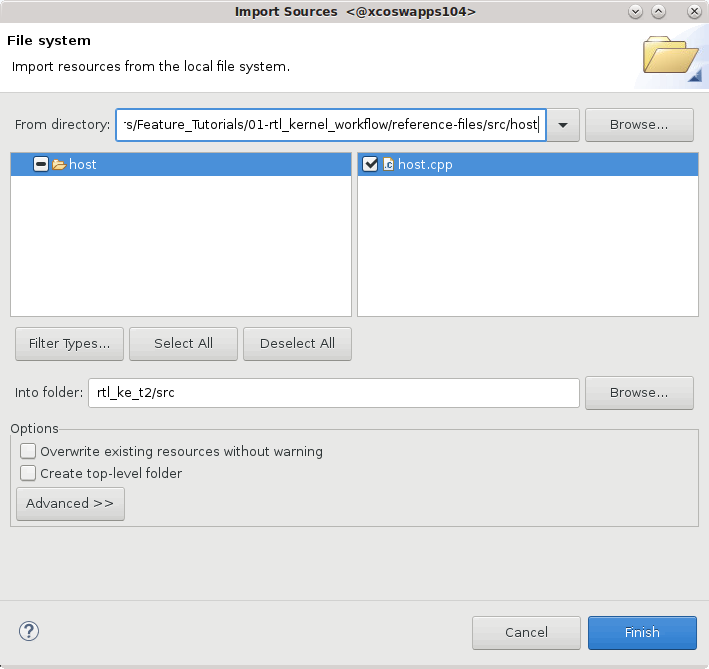 Import Sources <@xcoswapps104>
File system
Import resources from the local file system.
From directory: rs/Feature_Tutorials/01-rtl_kernel_workflow/reference-files/src/host Browse...
host
host.cpp
Filter Types... Select All Deselect All
Into folder: rtl_ke_t2/src Browse...
Options
Overwrite existing resources without warning
Create top-level folder
Advanced >>
? Cancel Finish